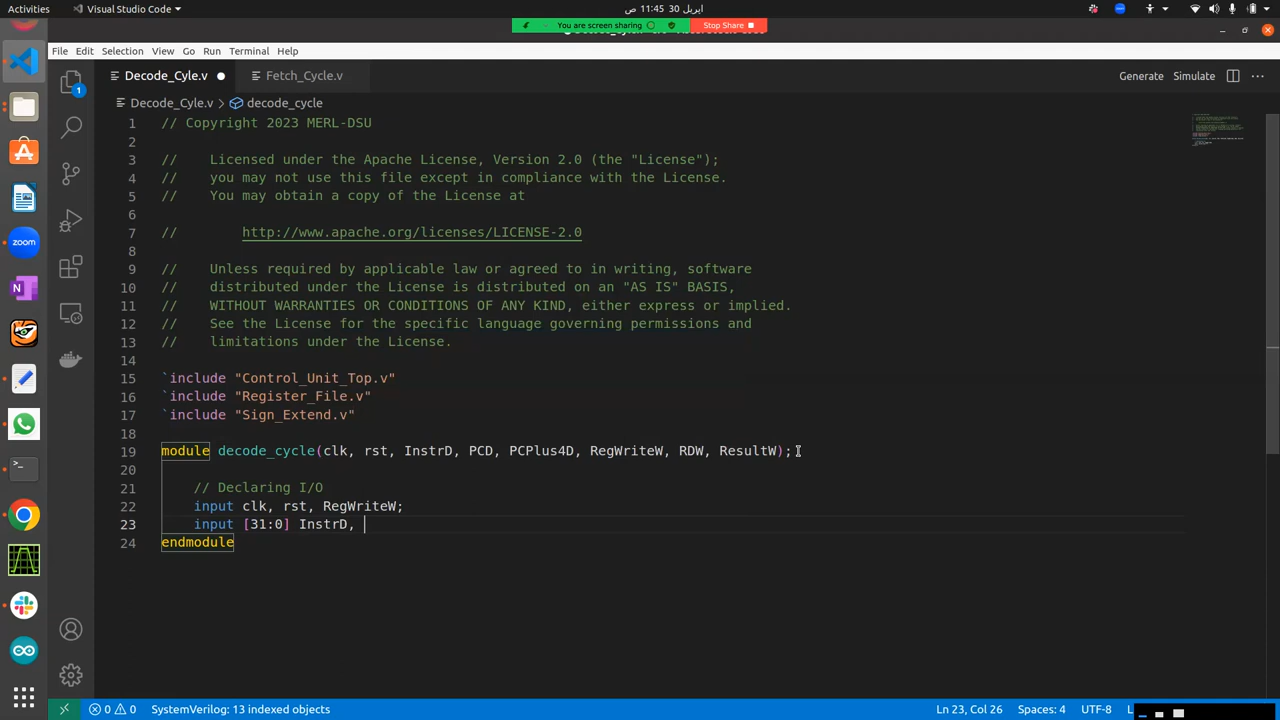 Activities
Visual Studio Code
ابريل 30 11:45 ص
You are screen sharing
Stop Share
File Edit Selection View Go Run Terminal Help
Decode_Cyle.v
Fetch_Cycle.v
Generate Simulate
Decode_Cyle.v > decode_cycle
1 // Copyright 2023 MERL-DSU
2
3 // Licensed under the Apache License, Version 2.0 (the "License");
4 // you may not use this file except in compliance with the License.
5 // You may obtain a copy of the License at
6
7 // http://www.apache.org/licenses/LICENSE-2.0
8
9 // Unless required by applicable law or agreed to in writing, software
10 // distributed under the License is distributed on an "AS IS" BASIS,
11 // WITHOUT WARRANTIES OR CONDITIONS OF ANY KIND, either express or implied.
12 // See the License for the specific language governing permissions and
13 // limitations under the License.
14
15 `include "Control_Unit_Top.v"
16 `include "Register_File.v"
17 `include "Sign_Extend.v"
18
19 module decode_cycle(clk, rst, InstrD, PCD, PCPlus4D, RegWriteW, RDW, ResultW);
20
21 // Declaring I/O
22 input clk, rst, RegWriteW;
23 input [31:0] InstrD,
24 endmodule
1
zoom
0 0 SystemVerilog: 13 indexed objects
Ln 23, Col 26 Spaces: 4 UTF-8